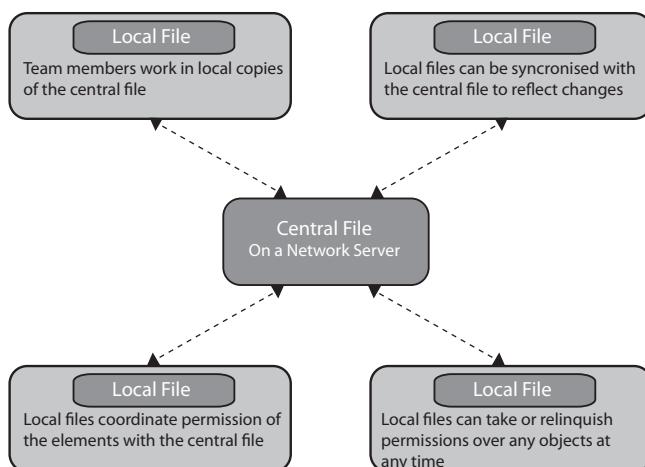 Local File
Team members work in local copies
of the central file
Local File
Local files can be syncronised with
the central file to reflect changes
Central File
On a Network Server
Local File
Local files coordinate permission of
the elements with the central file
Local File
Local files can take or relinquish
permissions over any objects at
any time